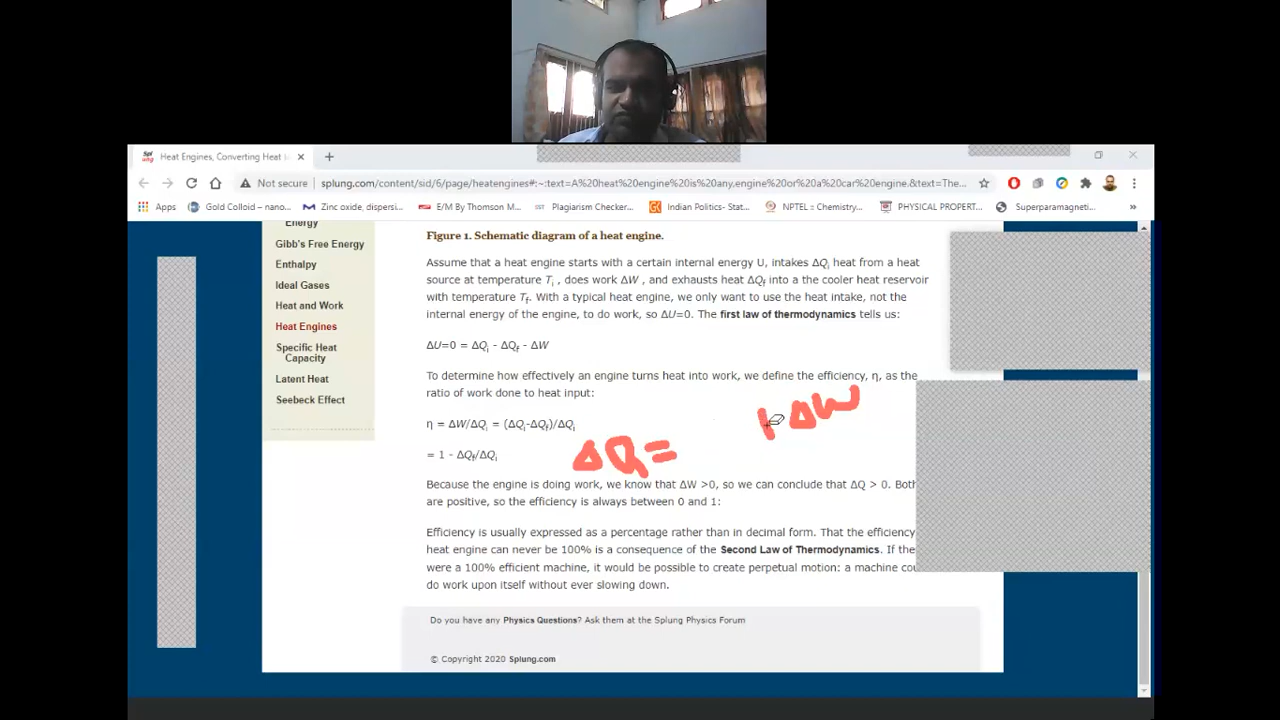 Spl ung
Heat Engines, Converting Heat
Not secure
splung.com/content/sid/6/page/heatengines#:~:text=A%20heat%20engine%20is%20any,engine%20or%20a%20car%20engine.&text=The...
Apps
Gold Colloid – nano...
Zinc oxide, dispersi...
E/M By Thomson M...
Plagiarism Checker...
Indian Politics- Stat...
NPTEL :: Chemistry...
PHYSICAL PROPERT...
Superparamagneti...
»
Energy
Gibb's Free Energy
Enthalpy
Ideal Gases
Heat and Work
Heat Engines
Specific Heat
Capacity
Latent Heat
Seebeck Effect
Figure 1. Schematic diagram of a heat engine.
Assume that a heat engine starts with a certain internal energy U, intakes ΔQi heat from a heat
source at temperature Ti , does work ΔW , and exhausts heat ΔQf into a the cooler heat reservoir
with temperature Tf. With a typical heat engine, we only want to use the heat intake, not the
internal energy of the engine, to do work, so ΔU=0. The first law of thermodynamics tells us:
ΔU=0 = ΔQi - ΔQf - ΔW
To determine how effectively an engine turns heat into work, we define the efficiency, η, as the
ratio of work done to heat input:
η = ΔW/ΔQi = (ΔQi-ΔQf)/ΔQi
ΔW
= 1 - ΔQf/ΔQi
ΔQi=
Because the engine is doing work, we know that ΔW >0, so we can conclude that ΔQ > 0. Both
are positive, so the efficiency is always between 0 and 1:
Efficiency is usually expressed as a percentage rather than in decimal form. That the efficiency
heat engine can never be 100% is a consequence of the Second Law of Thermodynamics. If the
were a 100% efficient machine, it would be possible to create perpetual motion: a machine cou
do work upon itself without ever slowing down.
Do you have any Physics Questions? Ask them at the Splung Physics Forum
© Copyright 2020 Splung.com